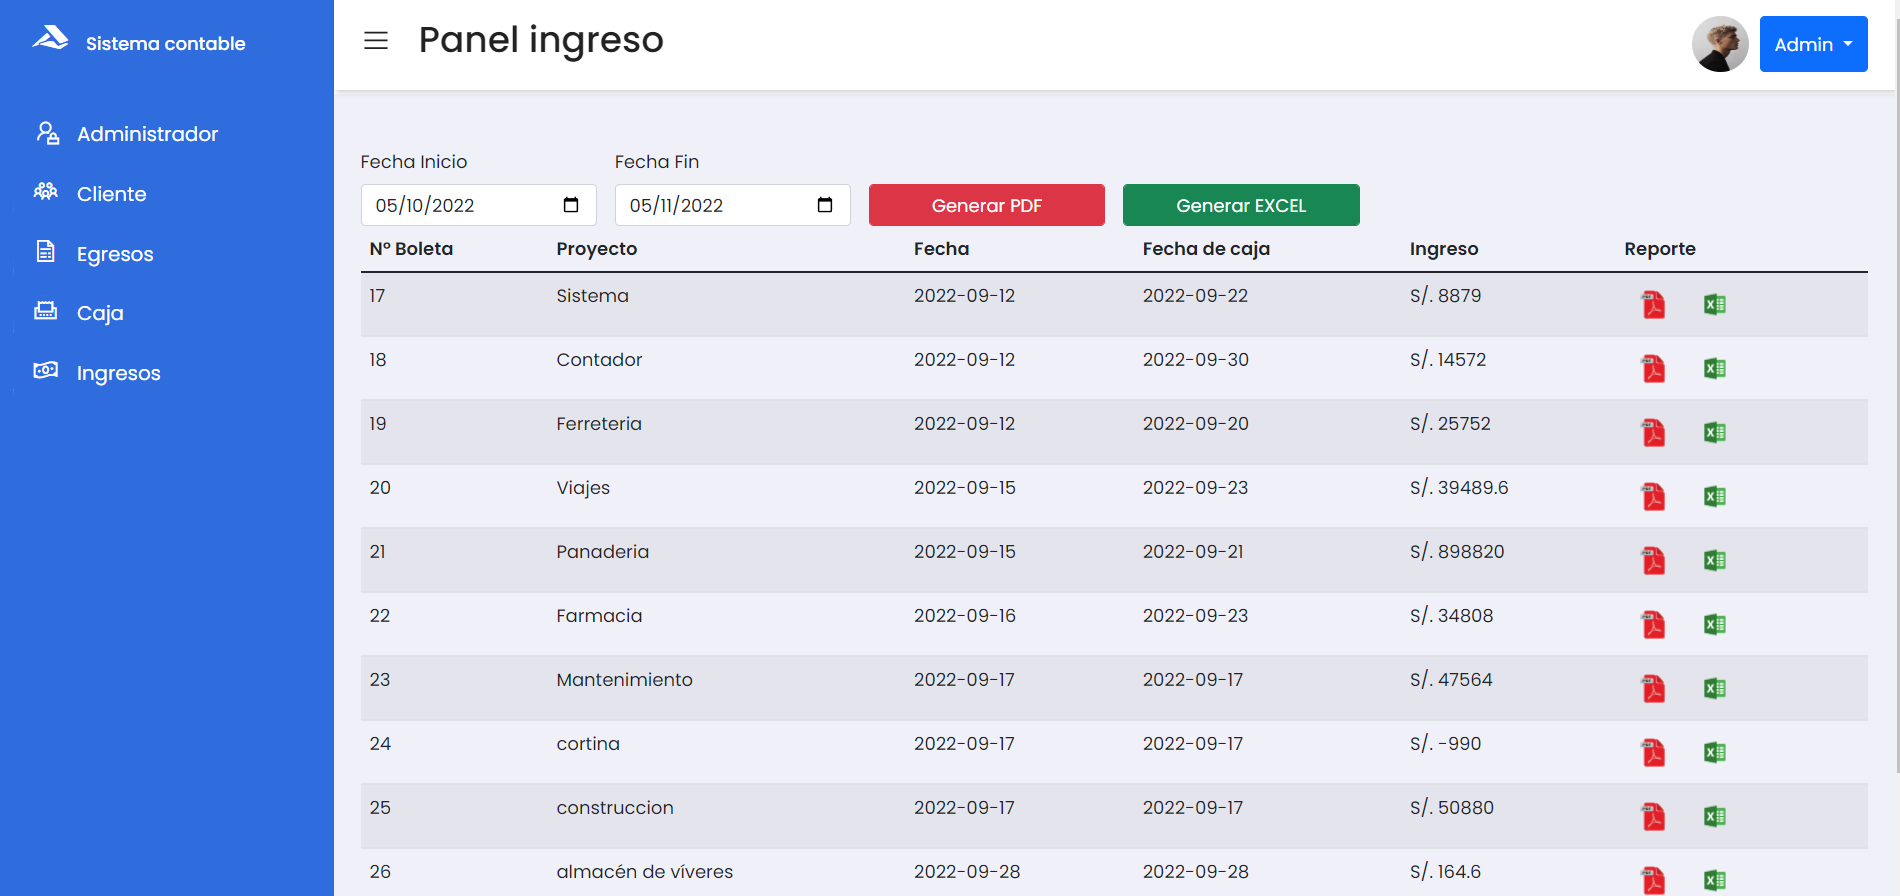 Sistema contable
Panel ingreso
Admin
Administrador
Cliente
Egresos
Caja
Ingresos
Fecha Inicio Fecha Fin
05/10/2022 05/11/2022 Generar PDF Generar EXCEL
N° Boleta Proyecto Fecha Fecha de caja Ingreso Reporte
17 Sistema 2022-09-12 2022-09-22 S/. 8879
18 Contador 2022-09-12 2022-09-30 S/. 14572
19 Ferreteria 2022-09-12 2022-09-20 S/. 25752
20 Viajes 2022-09-15 2022-09-23 S/. 39489.6
21 Panaderia 2022-09-15 2022-09-21 S/. 898820
22 Farmacia 2022-09-16 2022-09-23 S/. 34808
23 Mantenimiento 2022-09-17 2022-09-17 S/. 47564
24 cortina 2022-09-17 2022-09-17 S/. -990
25 construccion 2022-09-17 2022-09-17 S/. 50880
26 almacén de víveres 2022-09-28 2022-09-28 S/. 164.6